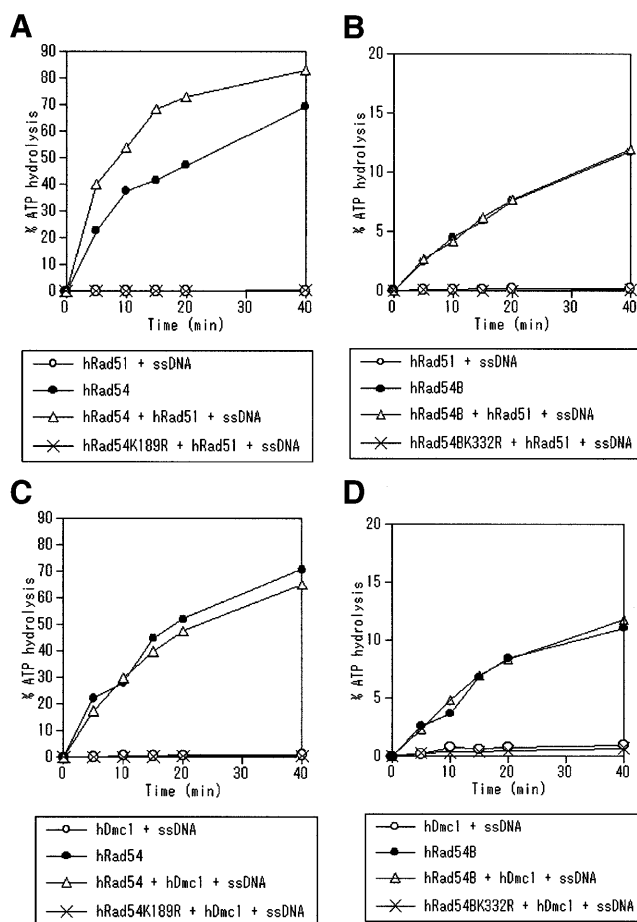 A
90
80
70
60
50
40
30
20
10
0
% ATP hydrolysis
0 10 20 30 40
Time (min)
hRad51 + ssDNA
hRad54
hRad54 + hRad51 + ssDNA
hRad54K189R + hRad51 + ssDNA
B
20
15
10
5
0
% ATP hydrolysis
0 10 20 30 40
Time (min)
hRad51 + ssDNA
hRad54B
hRad54B + hRad51 + ssDNA
hRad54BK332R + hRad51 + ssDNA
C
90
80
70
60
50
40
30
20
10
0
% ATP hydrolysis
0 10 20 30 40
Time (min)
hDmc1 + ssDNA
hRad54
hRad54 + hDmc1 + ssDNA
hRad54K189R + hDmc1 + ssDNA
D
20
15
10
5
0
% ATP hydrolysis
0 10 20 30 40
Time (min)
hDmc1 + ssDNA
hRad54B
hRad54B + hDmc1 + ssDNA
hRad54BK332R + hDmc1 + ssDNA